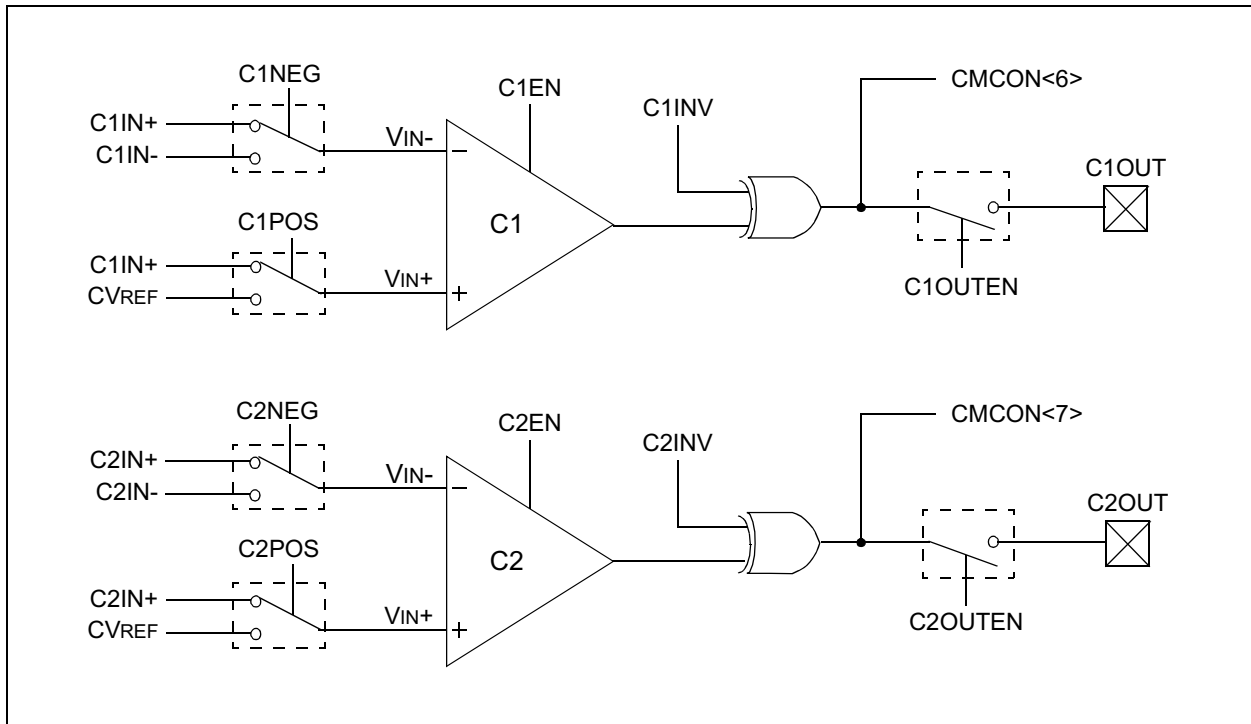 C1NEG
C1EN
C1INV
CMCON<6>
C1IN+
C1IN-
VIN-
−
C1OUT
C1POS
C1
C1IN+
CVREF
VIN+
+
C1OUTEN
C2NEG
C2EN
C2INV
CMCON<7>
C2IN+
C2IN-
VIN-
−
C2OUT
C2POS
C2
C2IN+
CVREF
VIN+
+
C2OUTEN